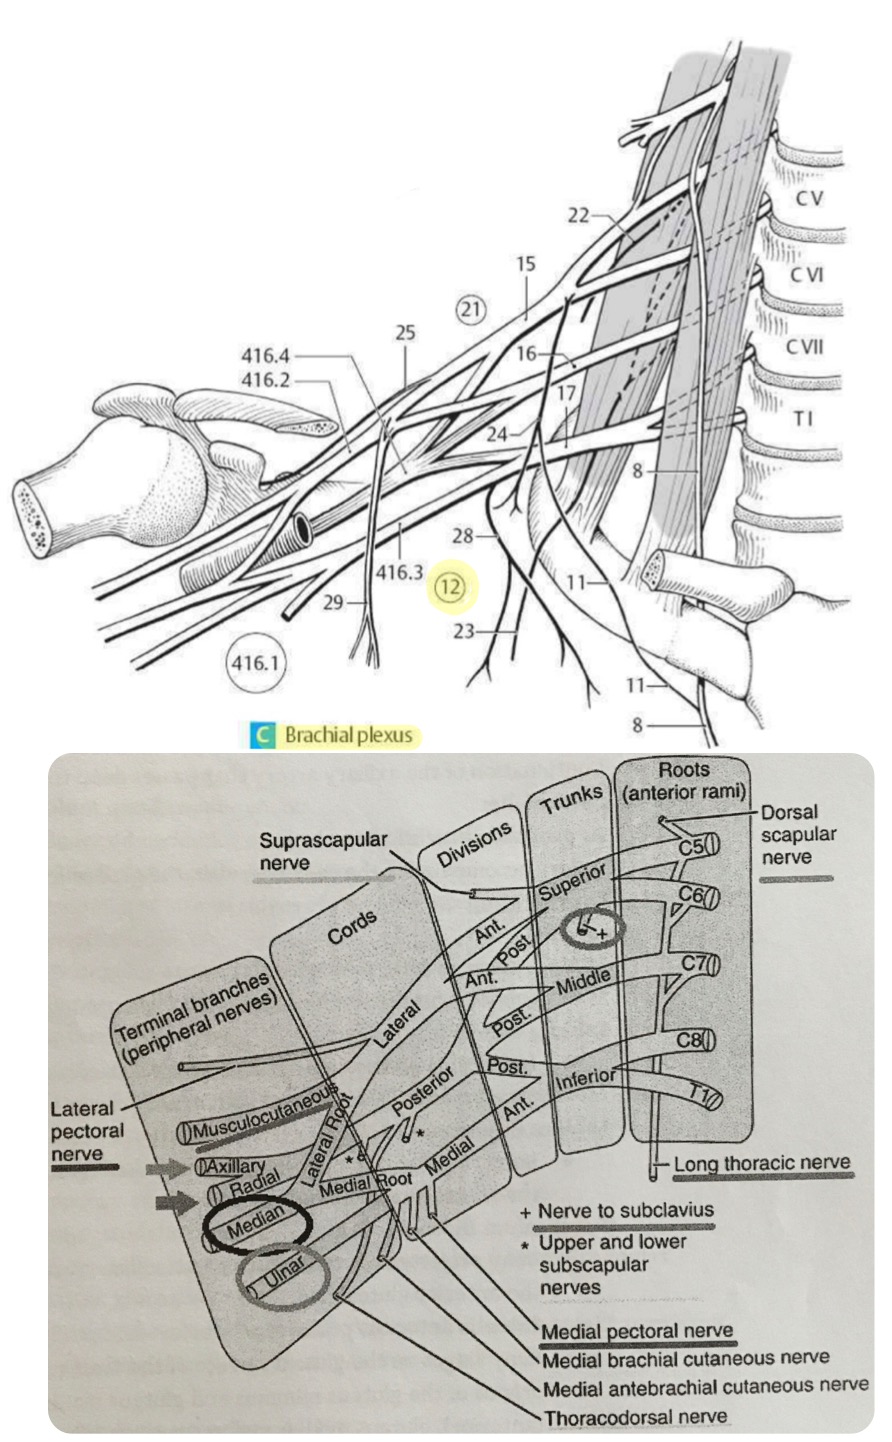 CV
22
CVI
15
21
25
CVII
416.4
16
416.2
17
TI
24
8
28
416.3
12
11
29
23
416.1
11
8
C Brachial plexus
Roots
(anterior rami)
Trunks
Divisions
Cords
Terminal branches
(peripheral nerves)
Suprascapular
nerve
Dorsal
scapular
nerve
C5
C6
C7
C8
T1
Superior
Middle
Inferior
+
Ant.
Post.
Ant.
Post.
Post.
Ant.
Lateral
Posterior
Medial
Lateral Root
Medial Root
*
*
Lateral
pectoral
nerve
Musculocutaneous
Axillary
Radial
Median
Ulnar
Long thoracic nerve
+ Nerve to subclavius
* Upper and lower
subscapular
nerves
Medial pectoral nerve
Medial brachial cutaneous nerve
Medial antebrachial cutaneous nerve
Thoracodorsal nerve